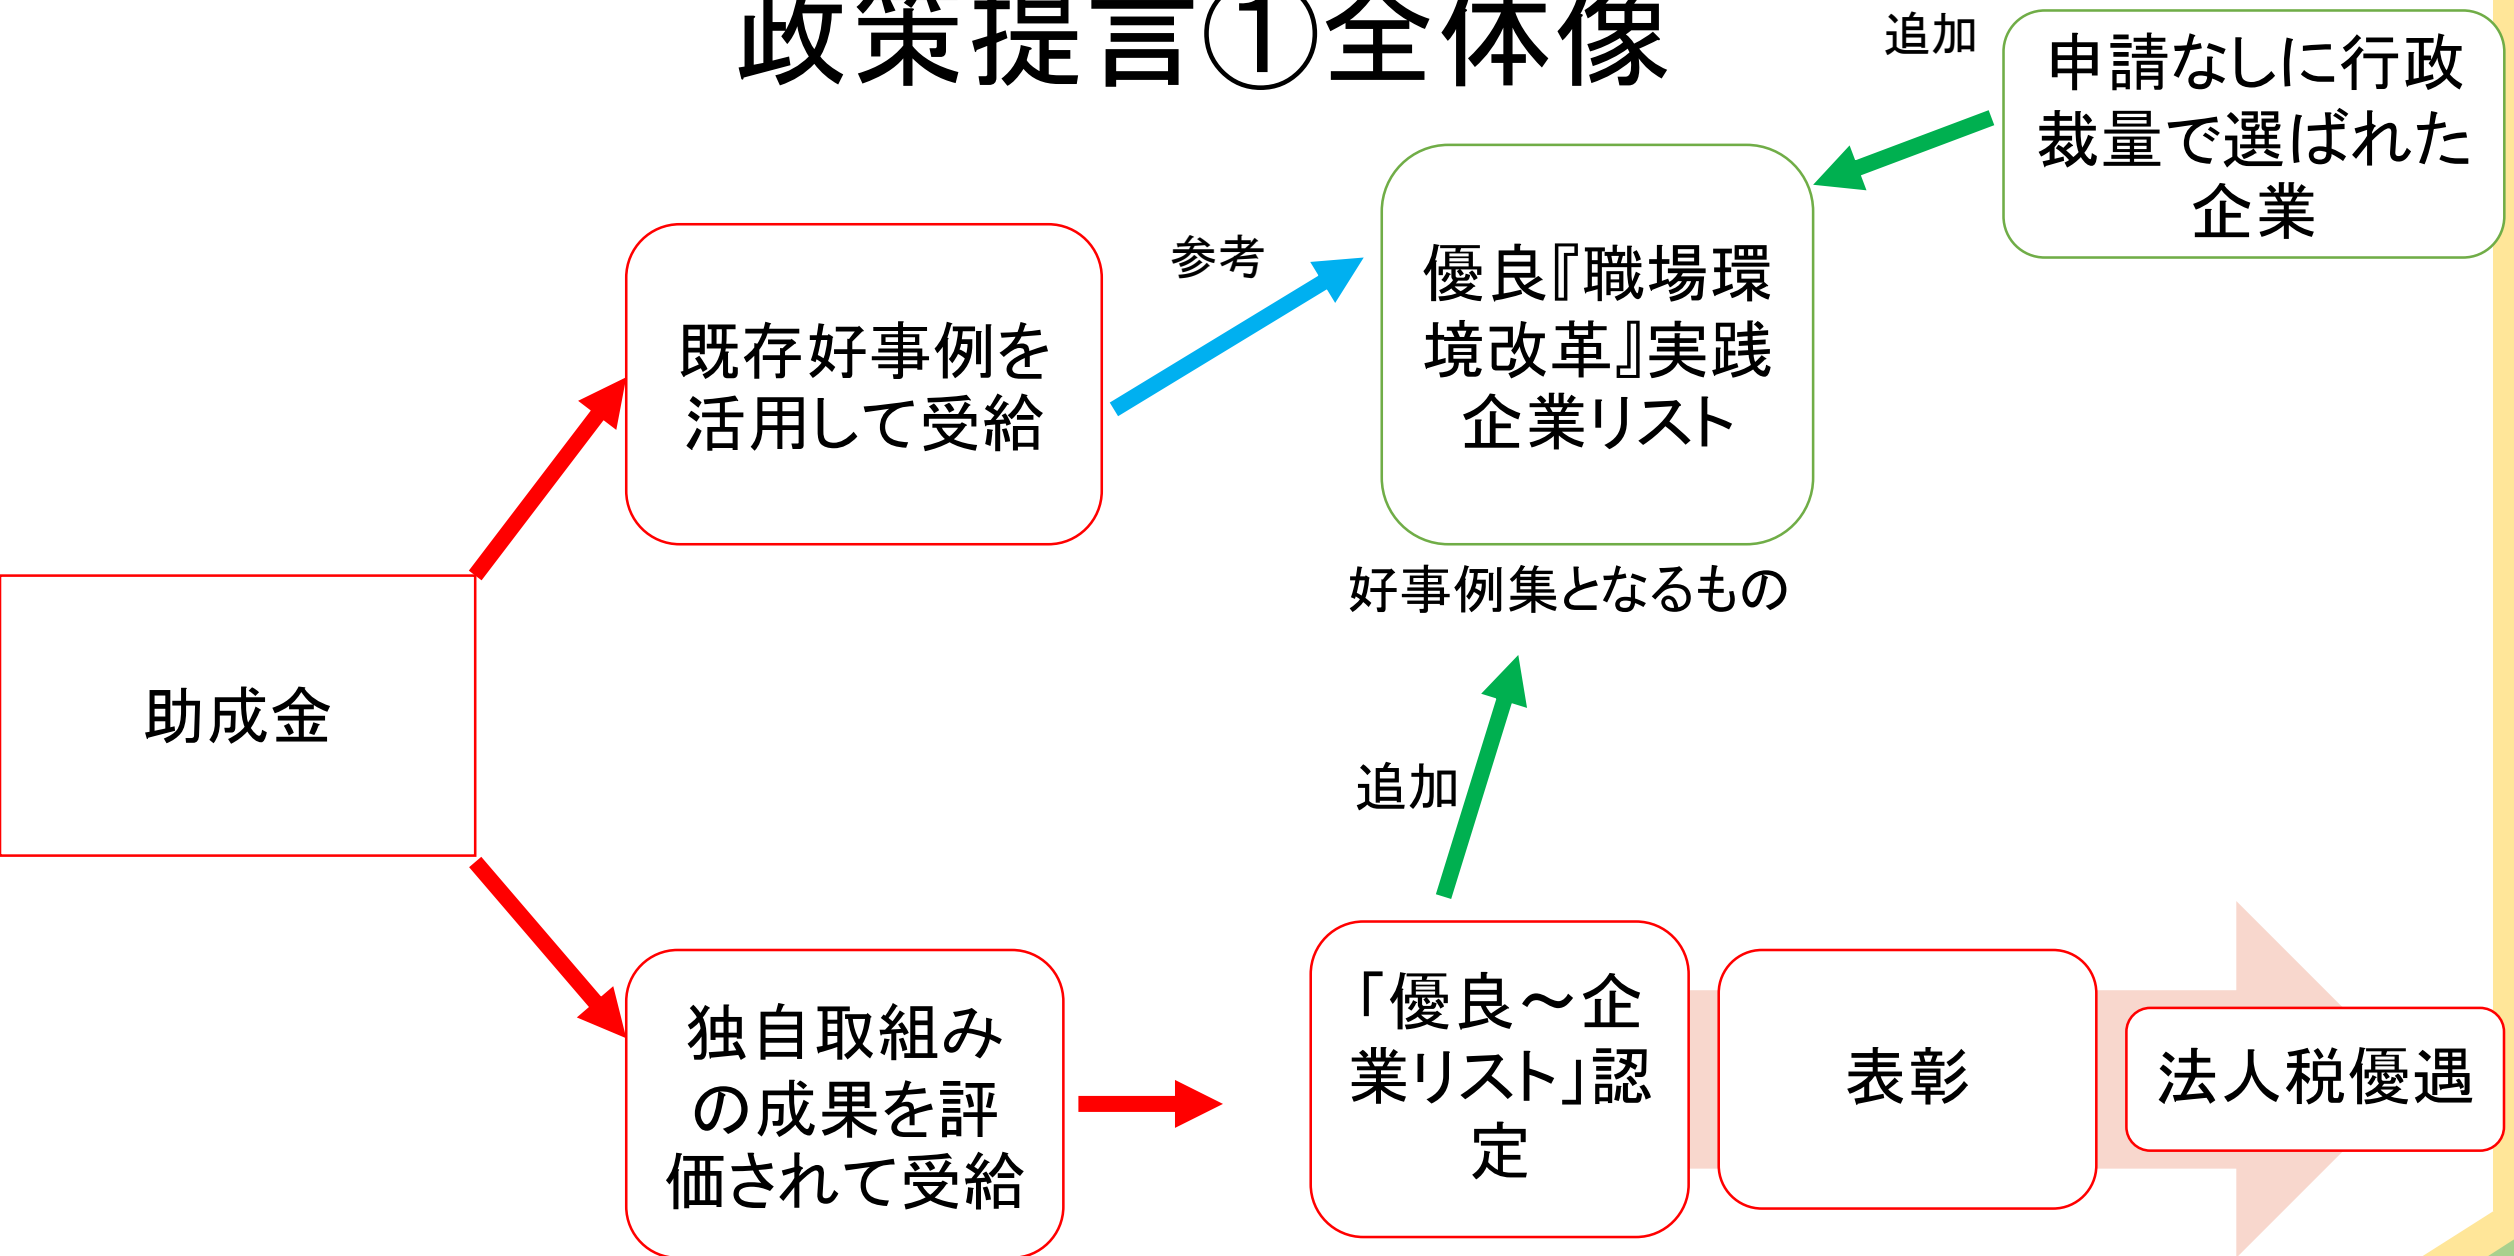 政策提言①全体像
追加
申請なしに行政
裁量で選ばれた
企業
参考
優良『職場環
境改革』実践
企業リスト
既存好事例を
活用して受給
好事例集となるもの
助成金
追加
独自取組み
の成果を評
価されて受給
「優良～企
業リスト」認
定
表彰
法人税優遇